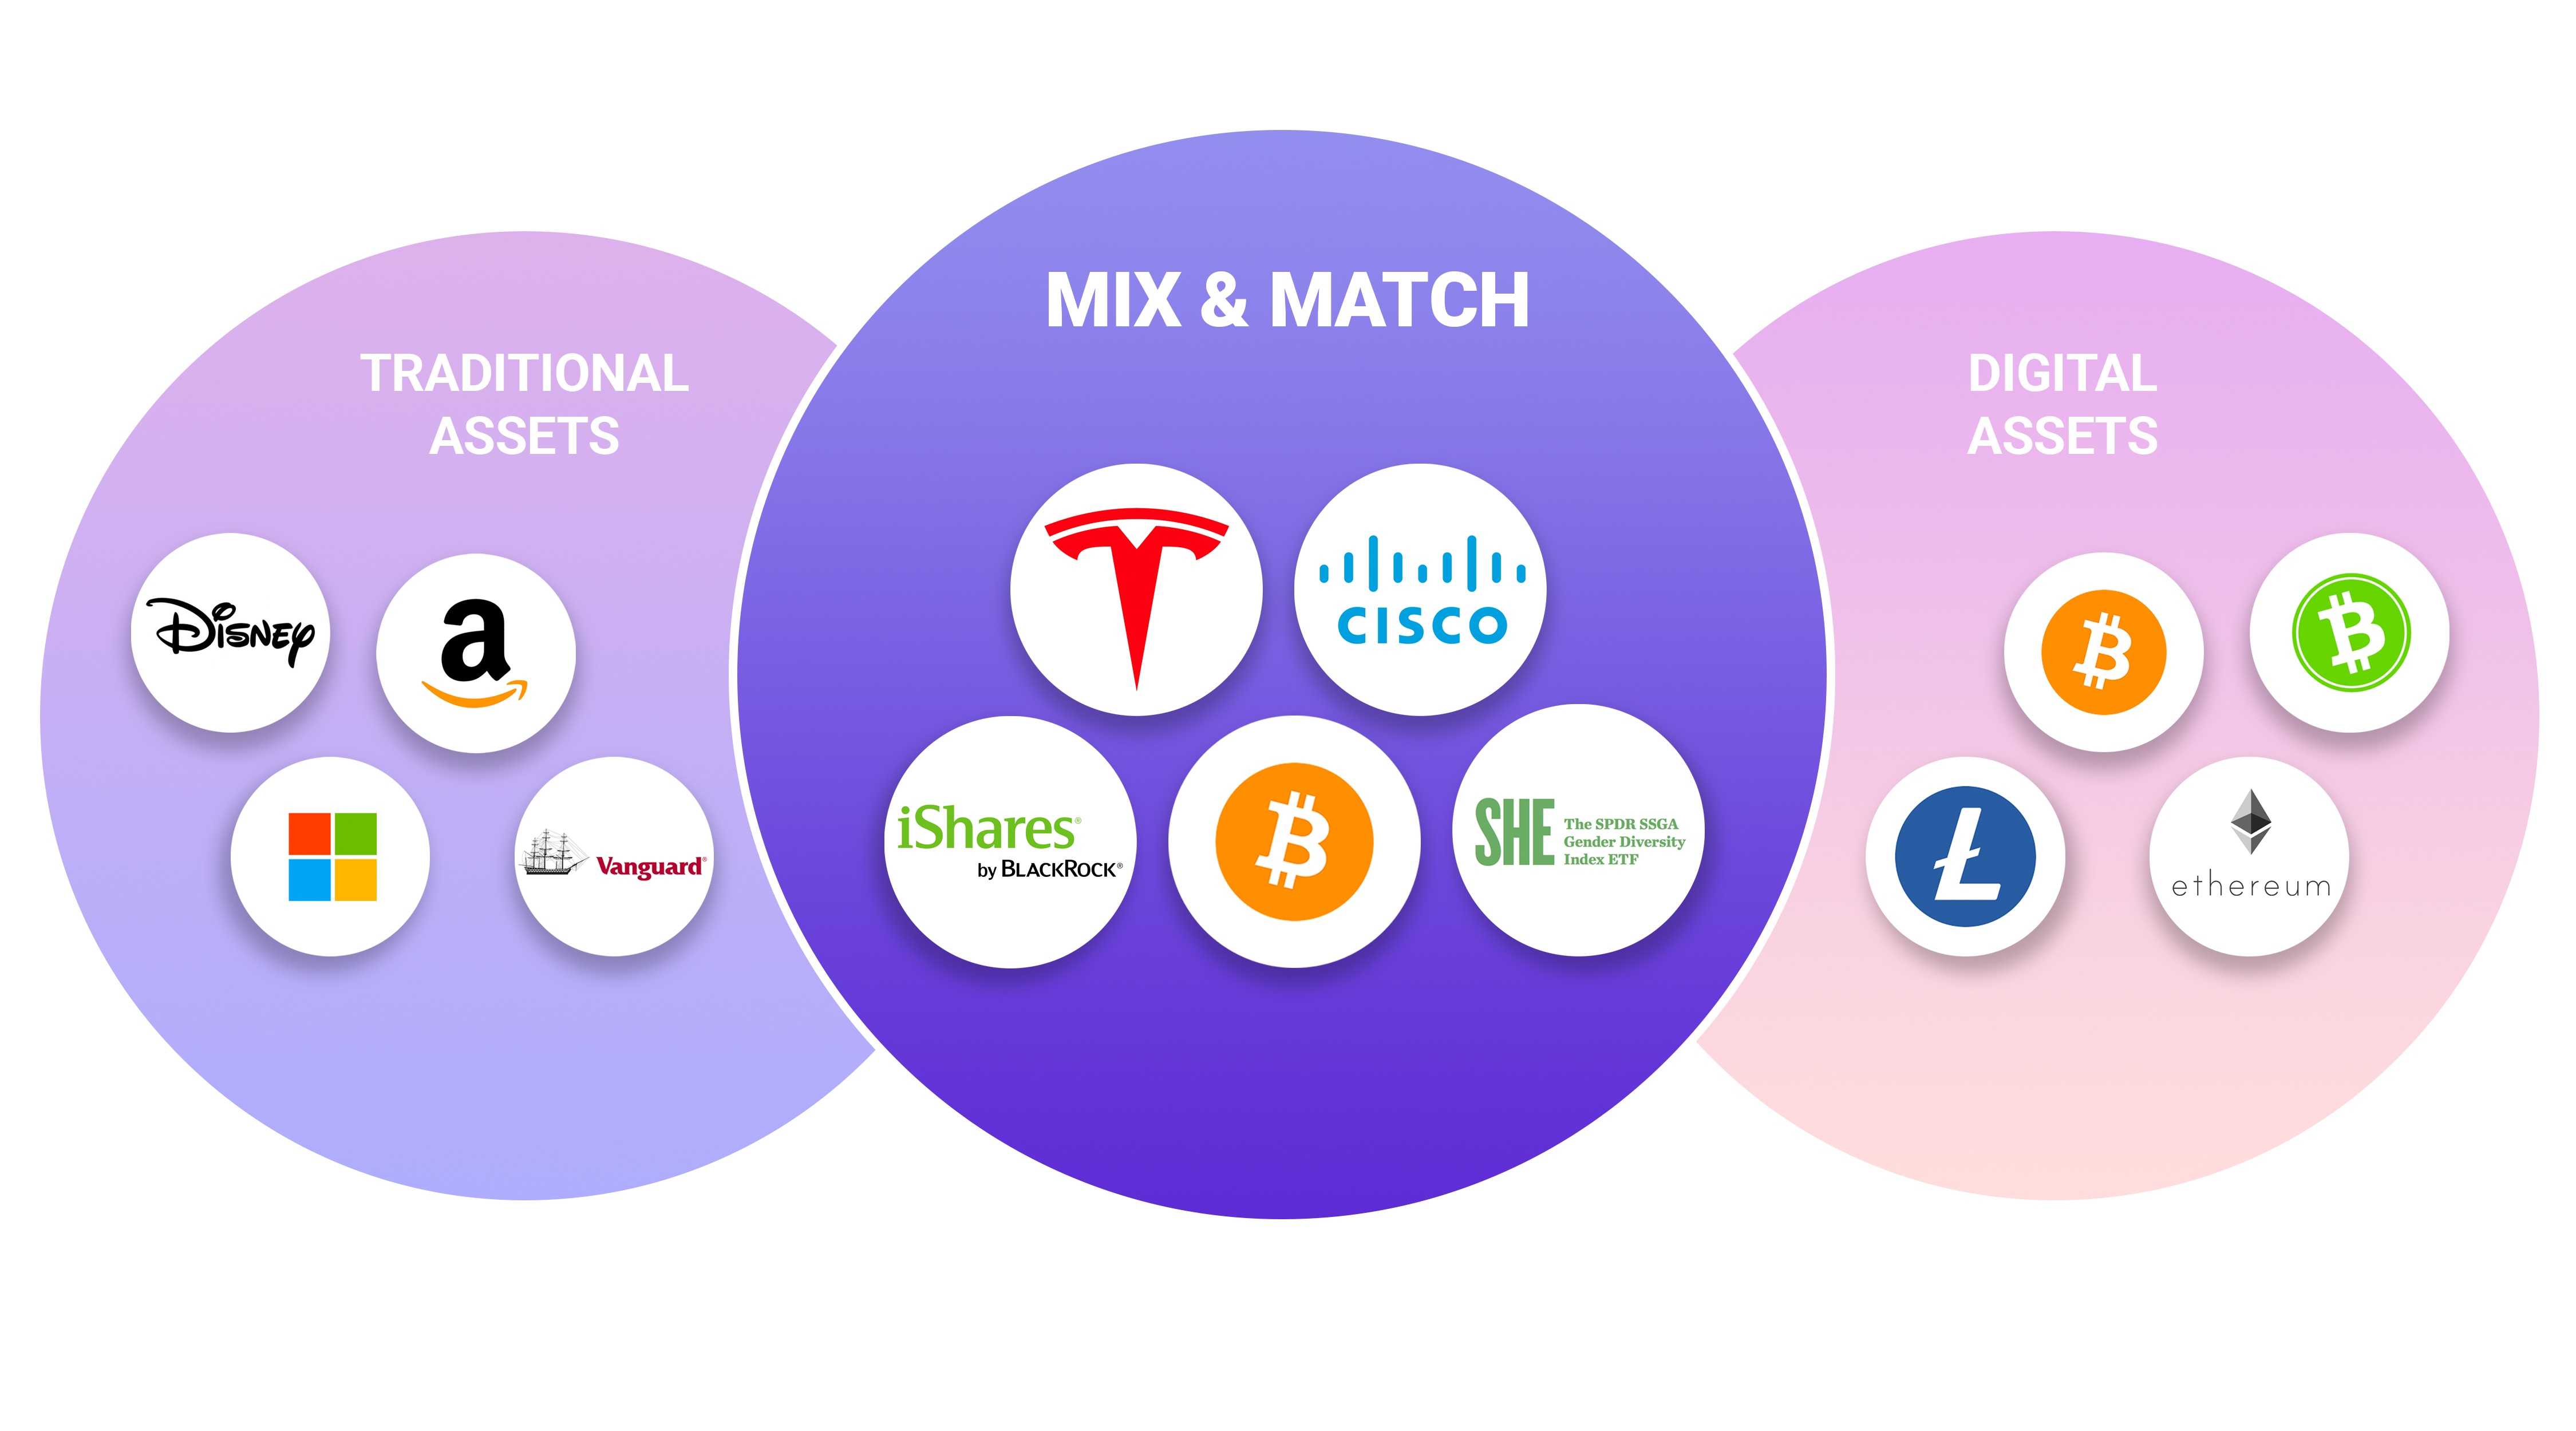 MIX & MATCH
TRADITIONAL
ASSETS
DIGITAL
ASSETS
Disney
a
Vanguard®
CISCO
iShares®
by BLACKROCK®
SHE
The SPDR SSGA
Gender Diversity
Index ETF
ethereum